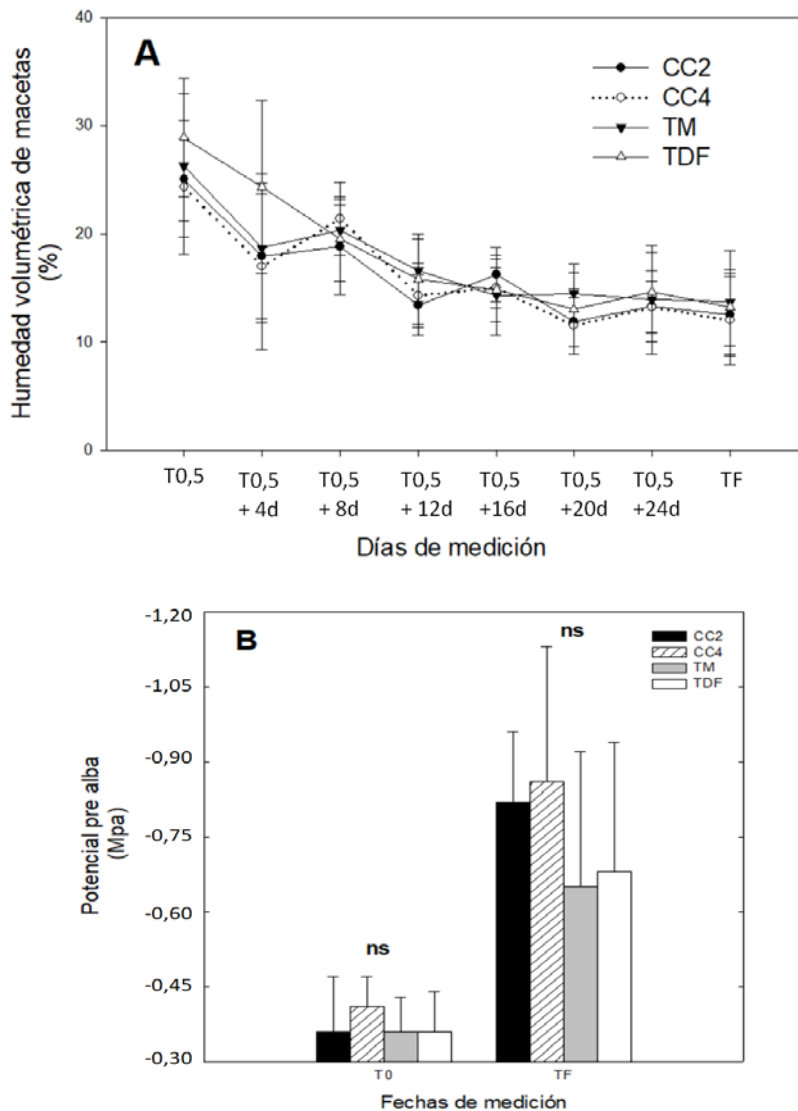 40
A
CC2
CC4
TM
TDF
30
20
10
0
Humedad volumétrica de macetas
(%)
T0,5
T0,5
+ 4d
T0,5
+ 8d
T0,5
+ 12d
T0,5
+16d
T0,5
+20d
T0,5
+24d
TF
Días de medición
-1,20
B
ns
CC2
CC4
TM
TDF
-1,05
-0,90
-0,75
-0,60
-0,45
-0,30
Potencial pre alba
(Mpa)
ns
T0
TF
Fechas de medición